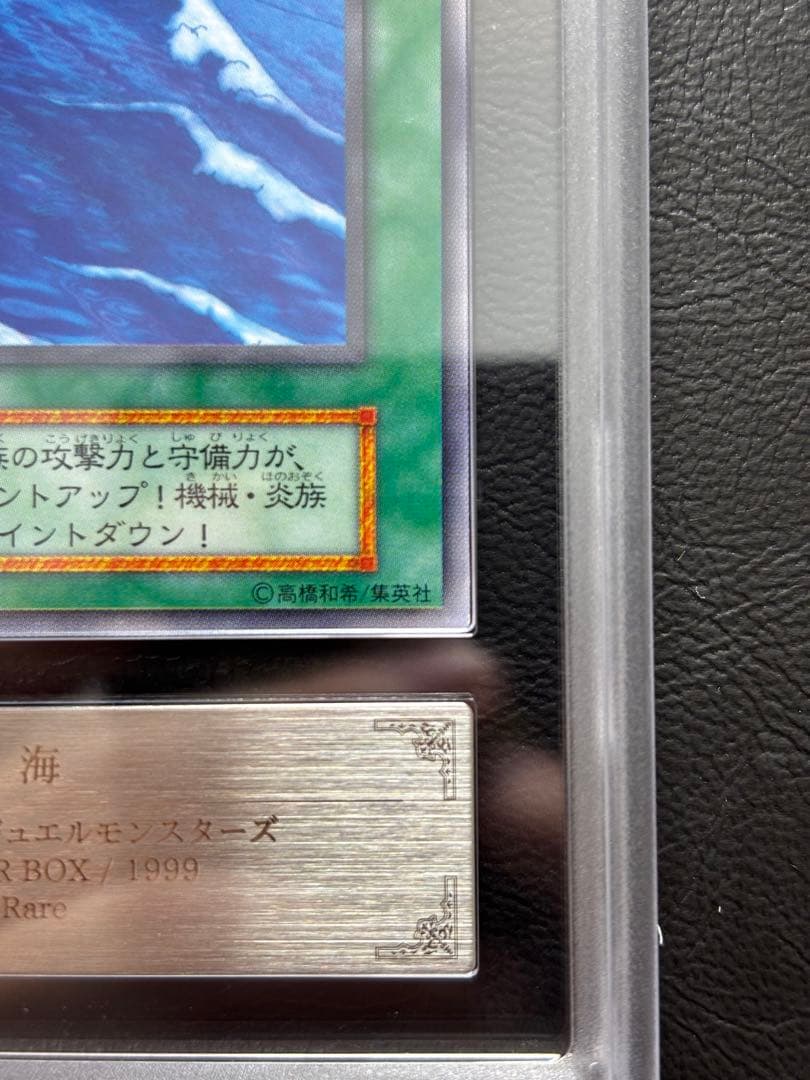 族の攻撃力と守備力が、
ントアップ！機械・炎族
イントダウン！
©高橋和希/集英社
海
デュエルモンスターズ
R BOX / 1999
Rare